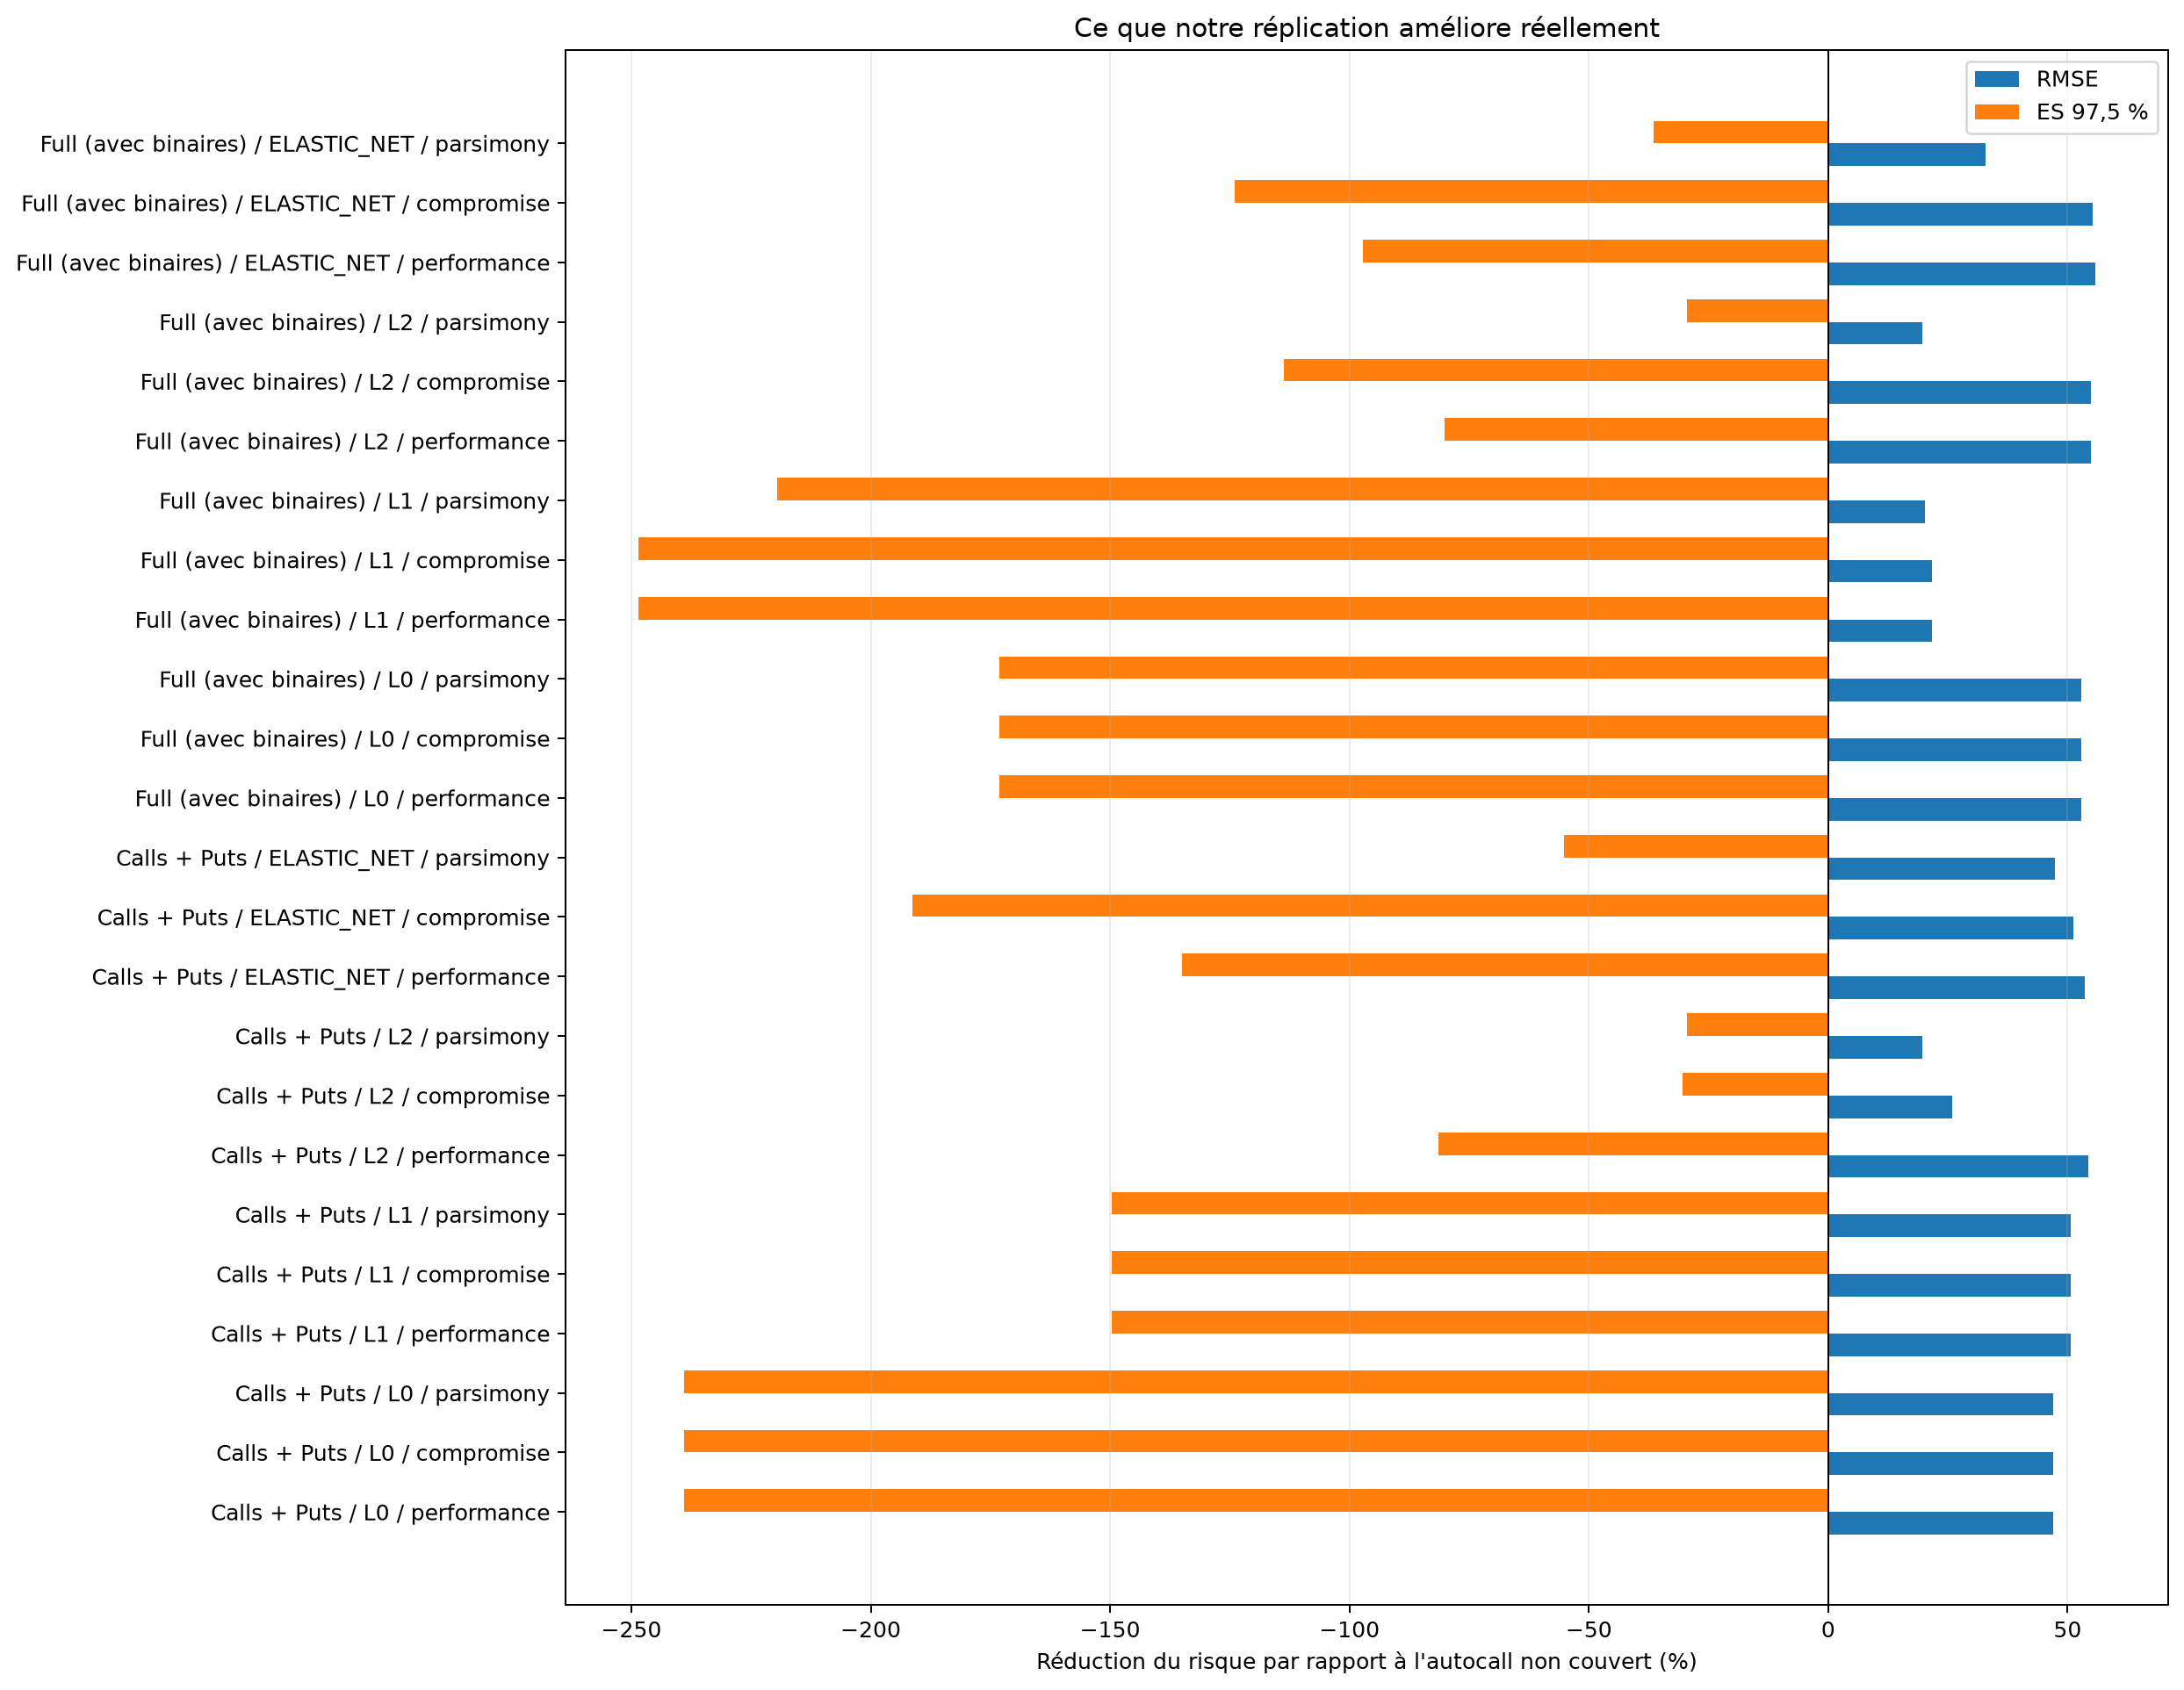 Ce que notre réplication améliore réellement
RMSE
ES 97,5 %
Full (avec binaires) / ELASTIC_NET / parsimony
Full (avec binaires) / ELASTIC_NET / compromise
Full (avec binaires) / ELASTIC_NET / performance
Full (avec binaires) / L2 / parsimony
Full (avec binaires) / L2 / compromise
Full (avec binaires) / L2 / performance
Full (avec binaires) / L1 / parsimony
Full (avec binaires) / L1 / compromise
Full (avec binaires) / L1 / performance
Full (avec binaires) / L0 / parsimony
Full (avec binaires) / L0 / compromise
Full (avec binaires) / L0 / performance
Calls + Puts / ELASTIC_NET / parsimony
Calls + Puts / ELASTIC_NET / compromise
Calls + Puts / ELASTIC_NET / performance
Calls + Puts / L2 / parsimony
Calls + Puts / L2 / compromise
Calls + Puts / L2 / performance
Calls + Puts / L1 / parsimony
Calls + Puts / L1 / compromise
Calls + Puts / L1 / performance
Calls + Puts / L0 / parsimony
Calls + Puts / L0 / compromise
Calls + Puts / L0 / performance
−250 −200 −150 −100 −50 0 50
Réduction du risque par rapport à l'autocall non couvert (%)